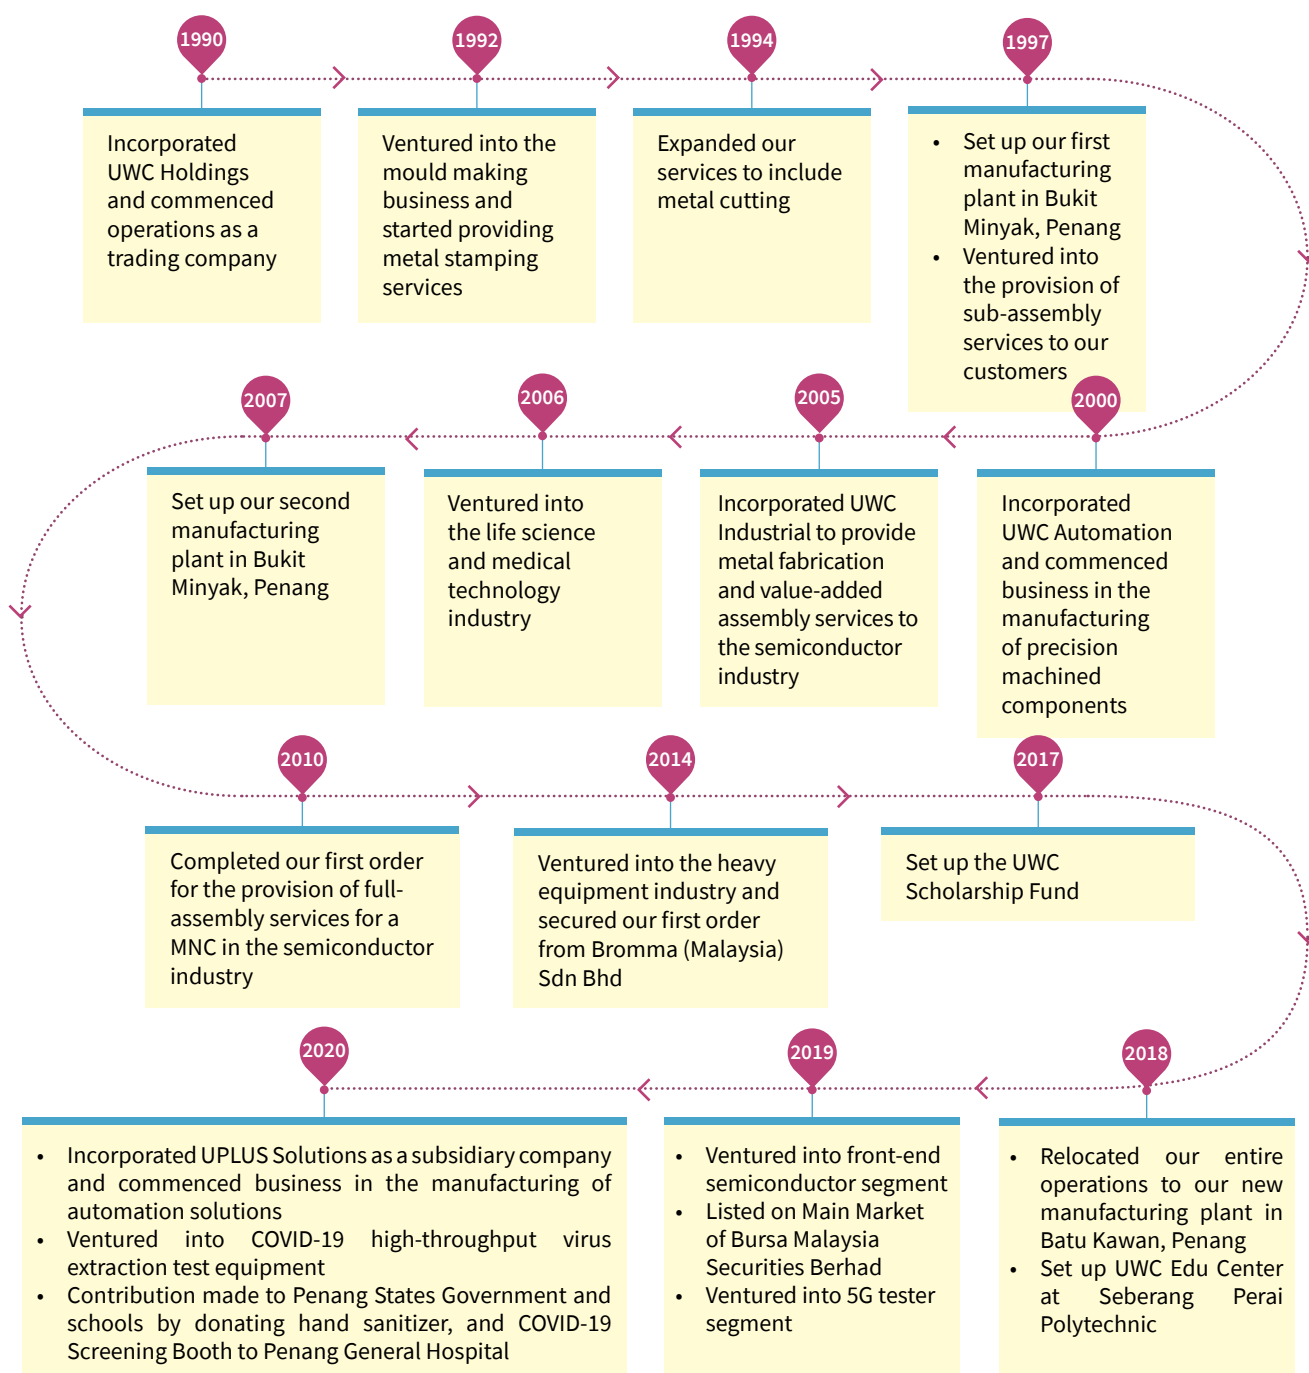 1990
Incorporated
UWC Holdings
and commenced
operations as a
trading company
1992
Ventured into the
mould making
business and
started providing
metal stamping
services
1994
Expanded our
services to include
metal cutting
1997
• Set up our first
manufacturing
plant in Bukit
Minyak, Penang
• Ventured into
the provision of
sub-assembly
services to our
customers
2000
Incorporated
UWC Automation
and commenced
business in the
manufacturing
of precision
machined
components
2005
Incorporated UWC
Industrial to provide
metal fabrication
and value-added
assembly services to
the semiconductor
industry
2006
Ventured into
the life science
and medical
technology
industry
2007
Set up our second
manufacturing
plant in Bukit
Minyak, Penang
2010
Completed our first order
for the provision of full-
assembly services for a
MNC in the semiconductor
industry
2014
Ventured into the heavy
equipment industry and
secured our first order
from Bromma (Malaysia)
Sdn Bhd
2017
Set up the UWC
Scholarship Fund
2018
• Relocated our entire
operations to our new
manufacturing plant in
Batu Kawan, Penang
• Set up UWC Edu Center
at Seberang Perai
Polytechnic
2019
• Ventured into front-end
semiconductor segment
• Listed on Main Market
of Bursa Malaysia
Securities Berhad
• Ventured into 5G tester
segment
2020
• Incorporated UPLUS Solutions as a subsidiary company
and commenced business in the manufacturing of
automation solutions
• Ventured into COVID-19 high-throughput virus
extraction test equipment
• Contribution made to Penang States Government and
schools by donating hand sanitizer, and COVID-19
Screening Booth to Penang General Hospital